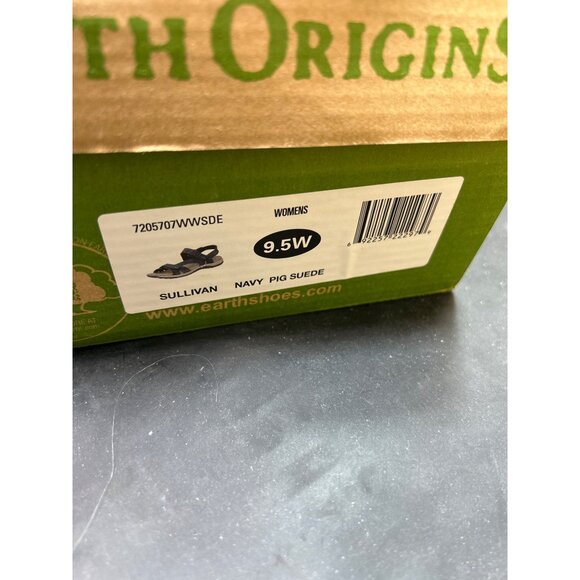 TH ORIGINS
7205707WWSDE
WOMENS
9.5W
SULLIVAN NAVY PIG SUEDE
www.earthshoes.com